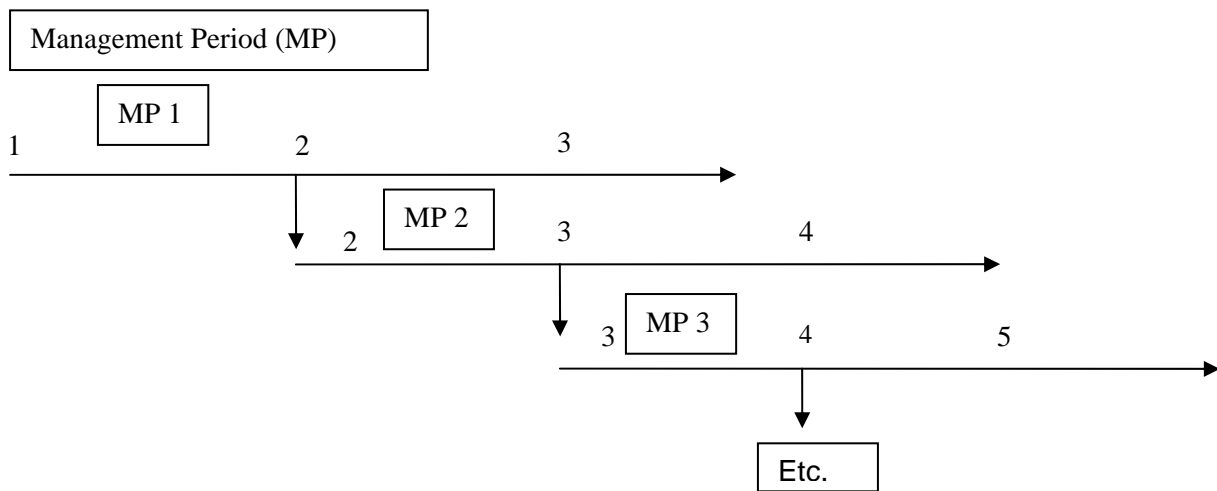 Management Period (MP)
MP 1
1 2 3
MP 2
2 3 4
MP 3
3 4 5
Etc.